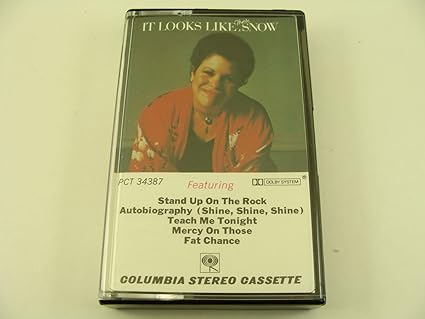 IT LOOKS LIKE Phoebe SNOW
PCT 34387 Featuring DOLBY SYSTEM ®
Stand Up On The Rock
Autobiography (Shine, Shine, Shine)
Teach Me Tonight
Mercy On Those
Fat Chance
COLUMBIA STEREO CASSETTE